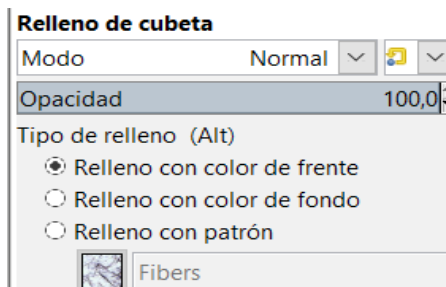 Relleno de cubeta
Modo Normal
Opacidad 100,0
Tipo de relleno (Alt)
Relleno con color de frente
Relleno con color de fondo
Relleno con patrón
Fibers